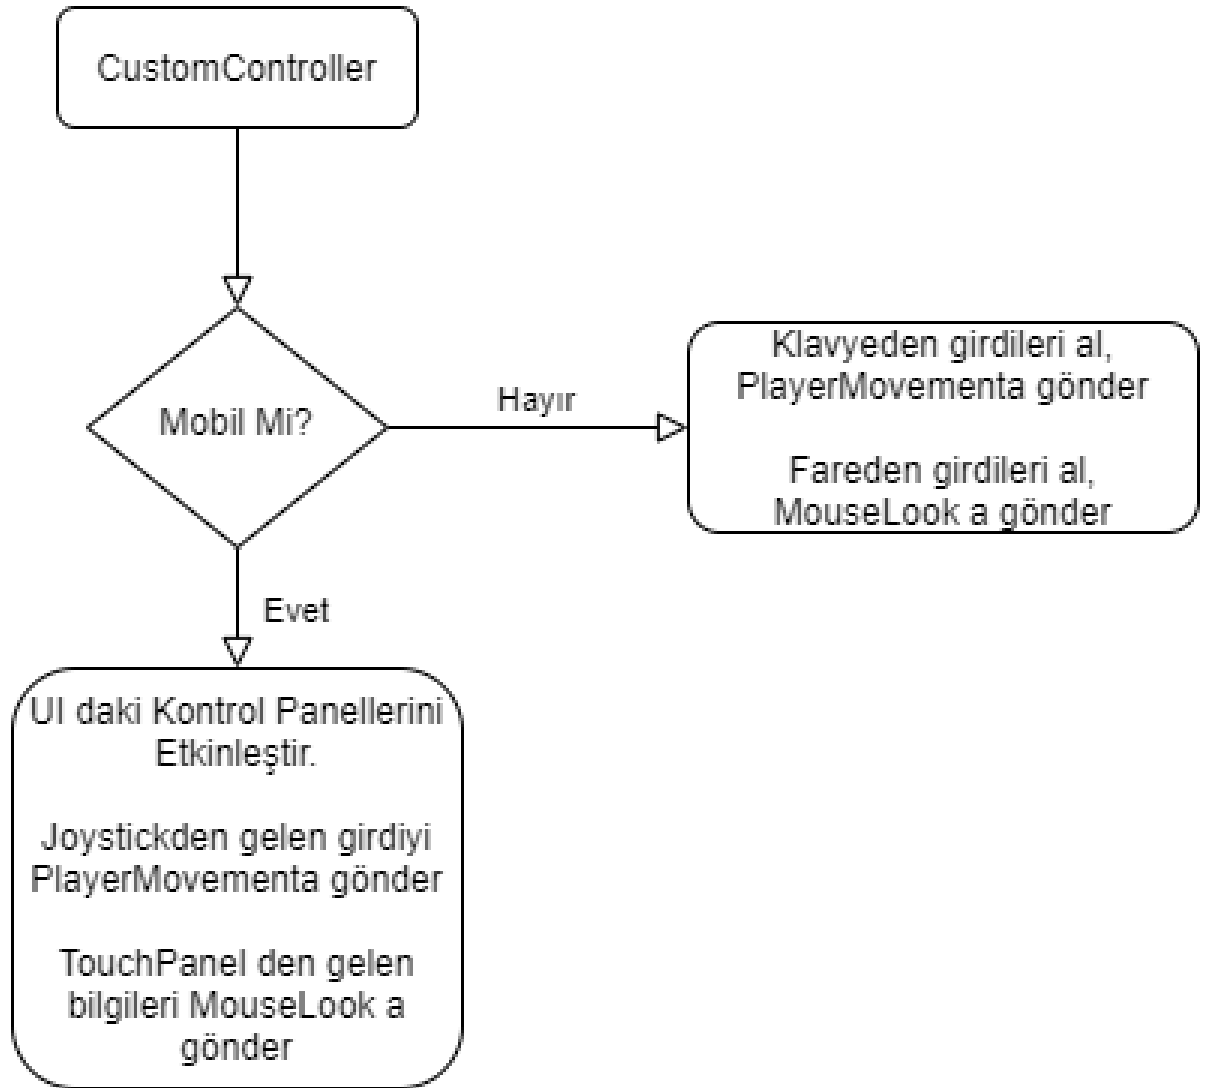 CustomController
Mobil Mi?
Hayır
Klavyeden girdileri al,
PlayerMovementa gönder
Fareden girdileri al,
MouseLook a gönder
Evet
UI daki Kontrol Panellerini
Etkinleştir.
Joystickden gelen girdiyi
PlayerMovementa gönder
TouchPanel den gelen
bilgileri MouseLook a
gönder